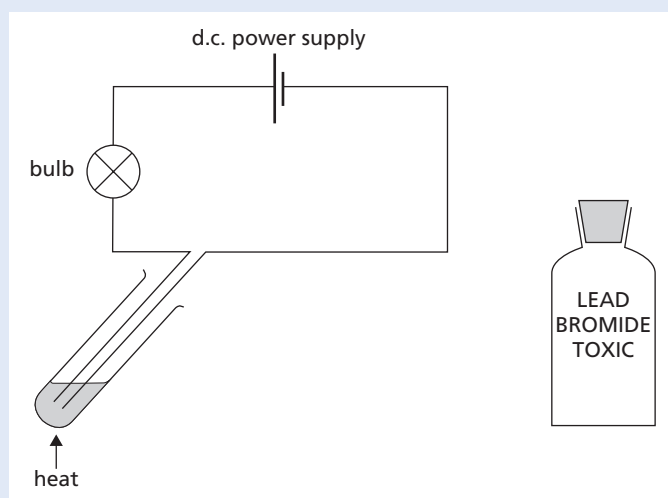 d.c. power supply
bulb
LEAD
BROMIDE
TOXIC
heat